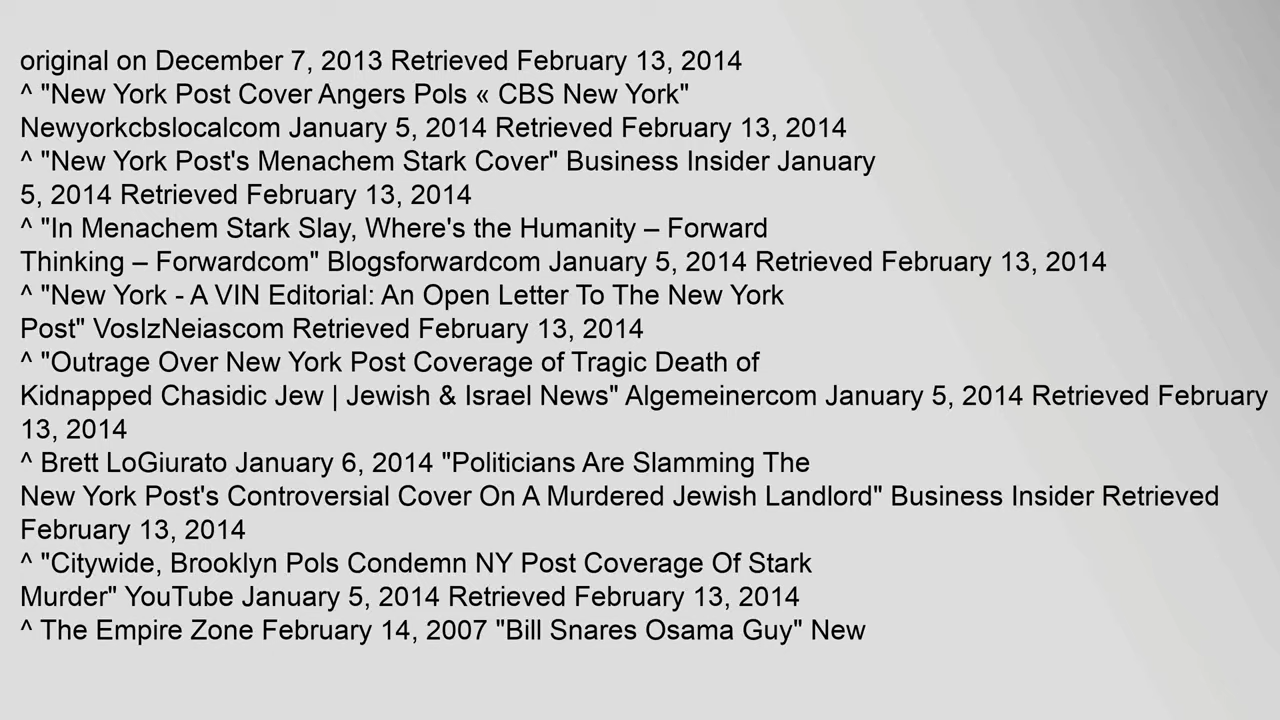 original on December 7, 2013 Retrieved February 13, 2014
^ "New York Post Cover Angers Pols « CBS New York"
Newyorkcbslocalcom January 5, 2014 Retrieved February 13, 2014
^ "New York Post's Menachem Stark Cover" Business Insider January
5, 2014 Retrieved February 13, 2014
^ "In Menachem Stark Slay, Where's the Humanity – Forward
Thinking – Forwardcom" Blogsforwardcom January 5, 2014 Retrieved February 13, 2014
^ "New York - A VIN Editorial: An Open Letter To The New York
Post" VosIzNeiascom Retrieved February 13, 2014
^ "Outrage Over New York Post Coverage of Tragic Death of
Kidnapped Chasidic Jew | Jewish & Israel News" Algemeinercom January 5, 2014 Retrieved February
13, 2014
^ Brett LoGiurato January 6, 2014 "Politicians Are Slamming The
New York Post's Controversial Cover On A Murdered Jewish Landlord" Business Insider Retrieved
February 13, 2014
^ "Citywide, Brooklyn Pols Condemn NY Post Coverage Of Stark
Murder" YouTube January 5, 2014 Retrieved February 13, 2014
^ The Empire Zone February 14, 2007 "Bill Snares Osama Guy" New